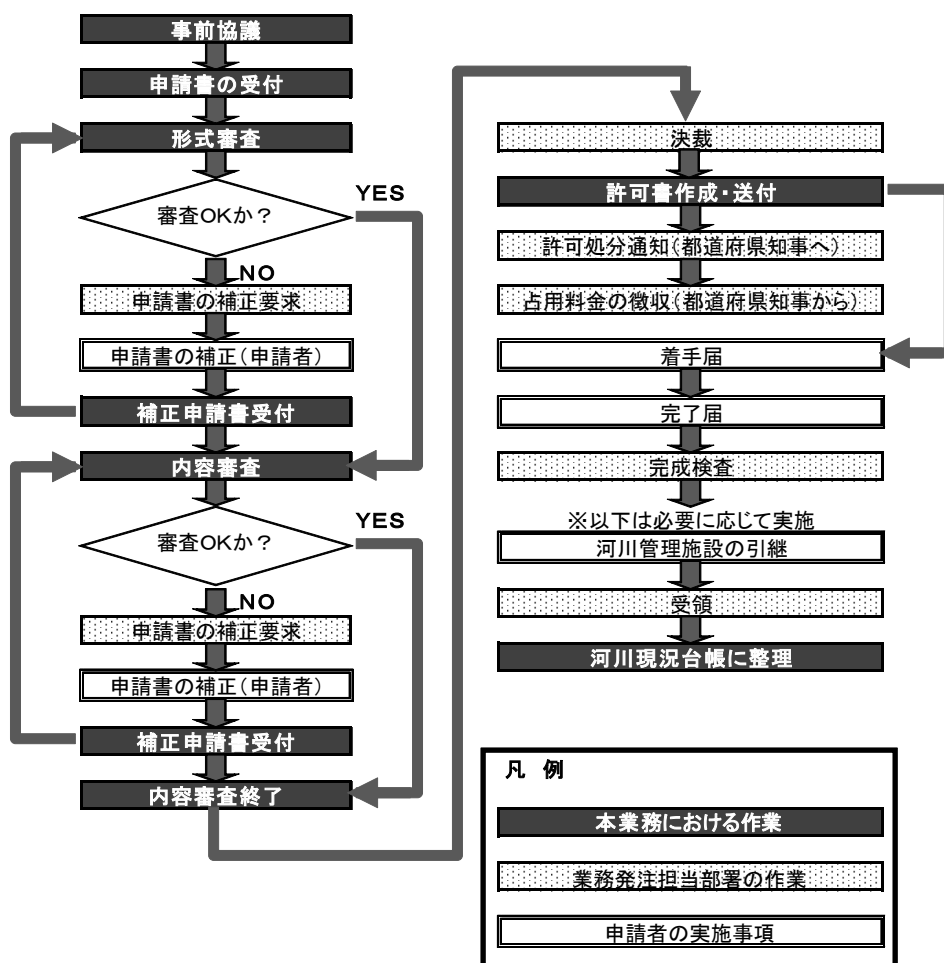 事前協議
申請書の受付
形式審査
審査OKか？
YES
NO
申請書の補正要求
申請書の補正（申請者）
補正申請書受付
内容審査
審査OKか？
YES
NO
申請書の補正要求
申請書の補正（申請者）
補正申請書受付
内容審査終了
決裁
許可書作成・送付
許可処分通知（都道府県知事へ）
占用料金の徴収（都道府県知事から）
着手届
完了届
完成検査
※以下は必要に応じて実施
河川管理施設の引継
受領
河川現況台帳に整理
凡 例
本業務における作業
業務発注担当部署の作業
申請者の実施事項